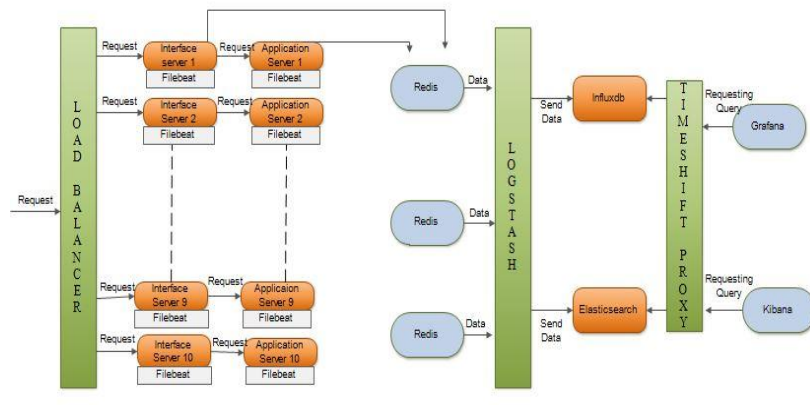 Request
LOAD BALANCER
Request
Interface
server 1
Filebeat
Request
Application
Server 1
Filebeat
Request
Interface
Server 2
Filebeat
Request
Application
Server 2
Filebeat
Request
Interface
Server 9
Filebeat
Request
Applicaion
Server 9
Filebeat
Request
Interface
Server 10
Filebeat
Request
Application
Server 10
Filebeat
Redis
Data
Redis
Data
Redis
Data
LOGSTASH
Send
Data
Influxdb
Send
Data
Elasticsearch
TIMESHIFT PROXY
Requesting
Query
Grafana
Requesting
Query
Kibana